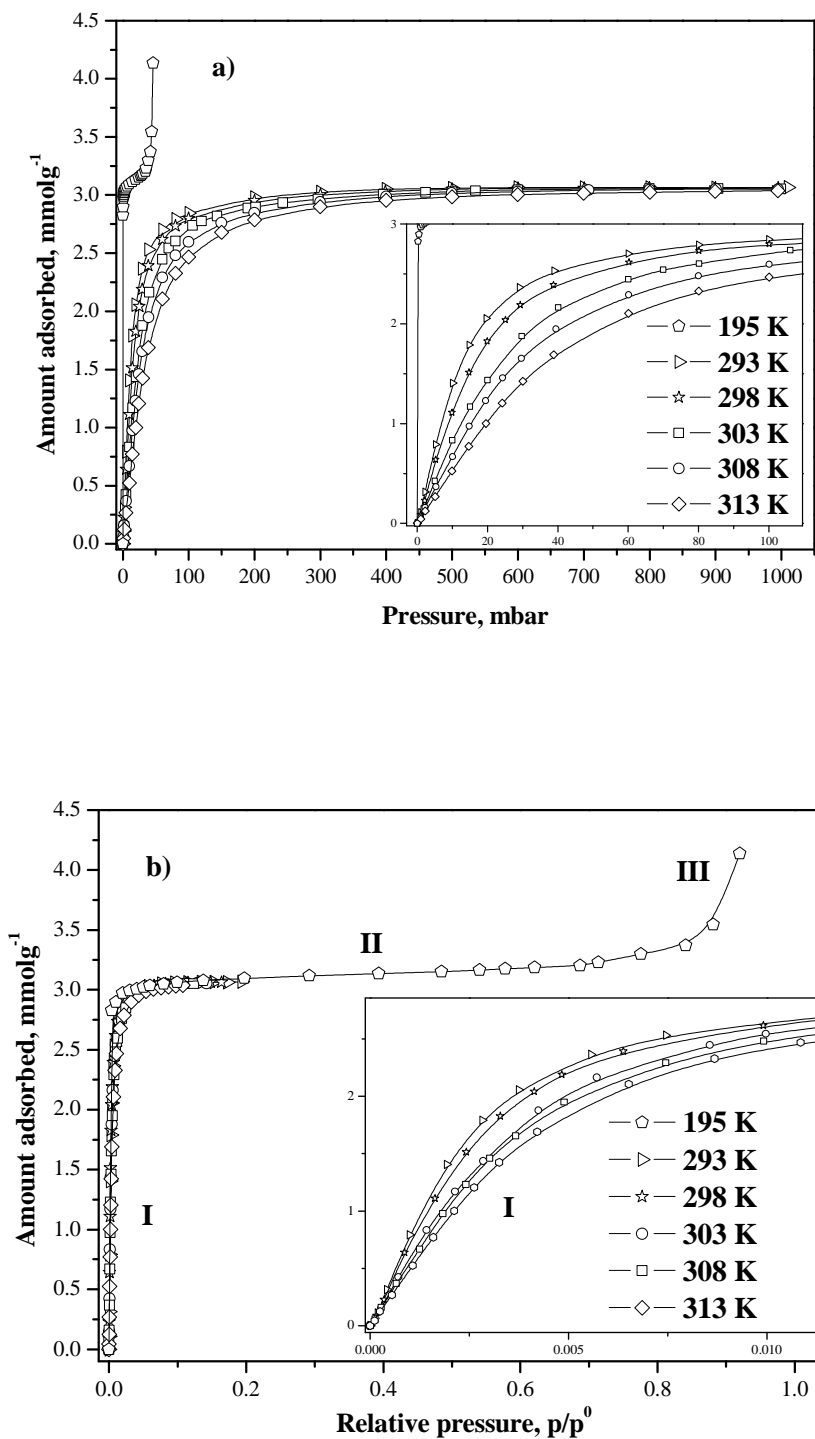 a)
4.5
4.0
3.5
3.0
2.5
2.0
1.5
1.0
0.5
0.0
Amount adsorbed, mmolg⁻¹
0 100 200 300 400 500 600 700 800 900 1000
Pressure, mbar
3
2
1
0
0 20 40 60 80 100
195 K
293 K
298 K
303 K
308 K
313 K
b)
4.5
4.0
3.5
3.0
2.5
2.0
1.5
1.0
0.5
0.0
Amount adsorbed, mmolg⁻¹
I
II
III
0.0 0.2 0.4 0.6 0.8 1.0
Relative pressure, p/p⁰
2
1
0
0.000 0.005 0.010
I
195 K
293 K
298 K
303 K
308 K
313 K